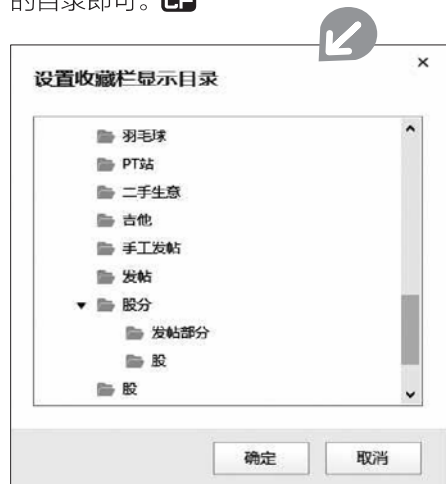 的目录即可。CF
设置收藏栏显示目录
×
羽毛球
PT站
二手生意
吉他
手工发帖
发帖
股分
发帖部分
股
股
确定
取消